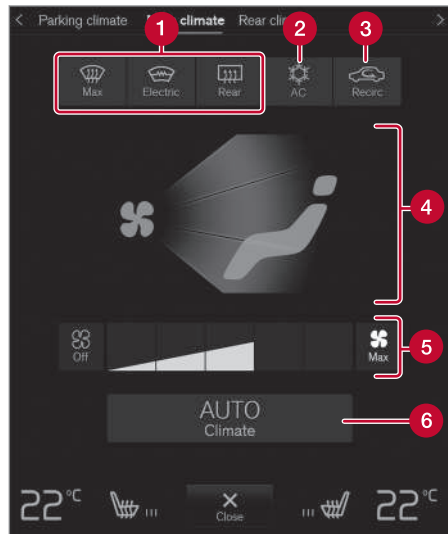 Parking climate climate Rear
1 2 3
Max Electric Rear AC Recirc
4
Off Max
5
AUTO
Climate
6
22°C 22°C
Close